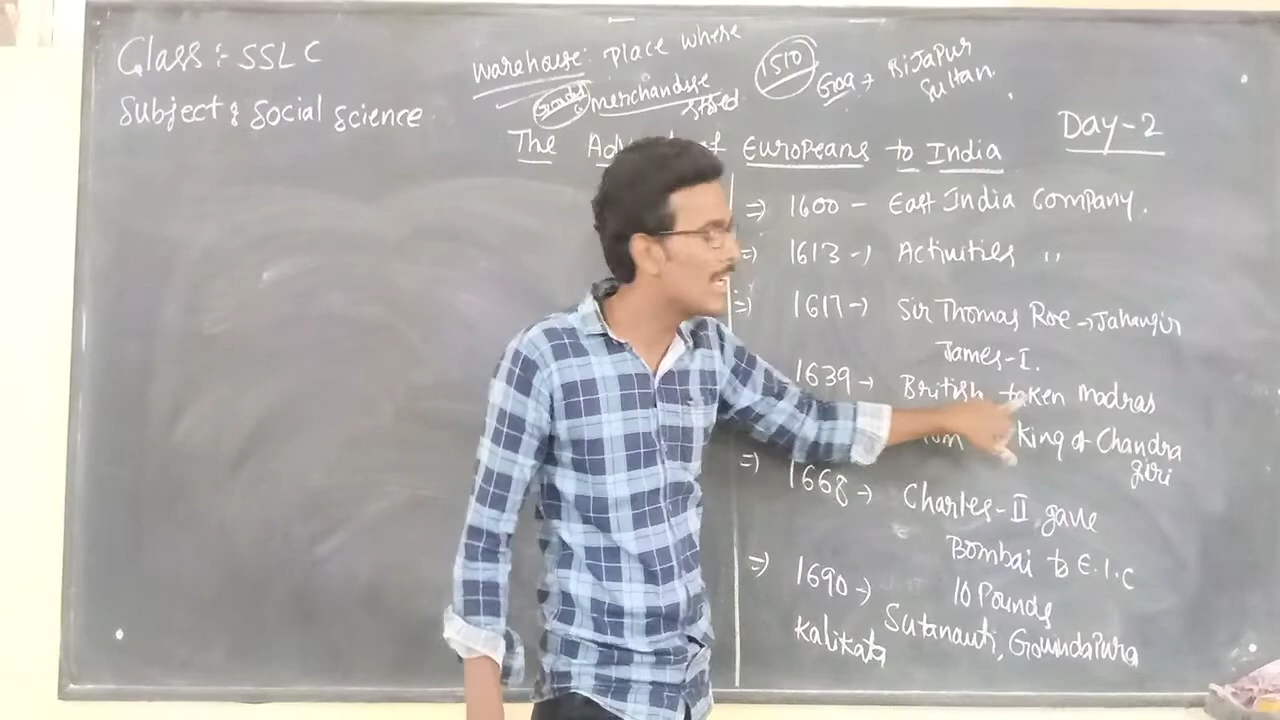 Class :- SSLC
Subject : Social Science
Warehouse: Place where
Goods, merchandise
stored
1510
Goa → BIJAPUR
Sultan.
Day-2
The of Europeans to India
⇒ 1600 - East India Company.
⇒ 1613 → Activities ,,
⇒ 1617 → Sir Thomas Roe → Jahangir
James-I.
1639 → British taken Madras
King of Chandra
giri
⇒ 1668 → Charles-II gave
Bombai to E.I.C
10 Pounds
⇒ 1690 → Sutanauti, Govindapura
Kalikata